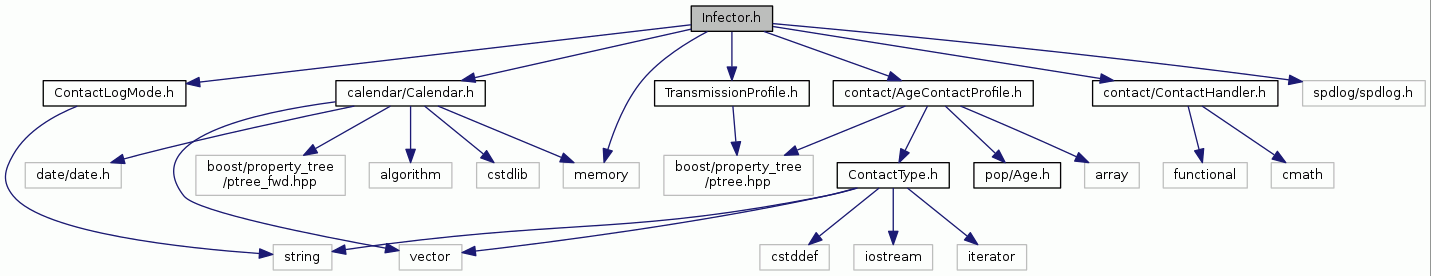 Infector.h
ContactLogMode.h
calendar/Calendar.h
TransmissionProfile.h
contact/AgeContactProfile.h
contact/ContactHandler.h
spdlog/spdlog.h
date/date.h
boost/property_tree
/ptree_fwd.hpp
algorithm
cstdlib
memory
boost/property_tree
/ptree.hpp
ContactType.h
pop/Age.h
array
functional
cmath
string
vector
cstddef
iostream
iterator